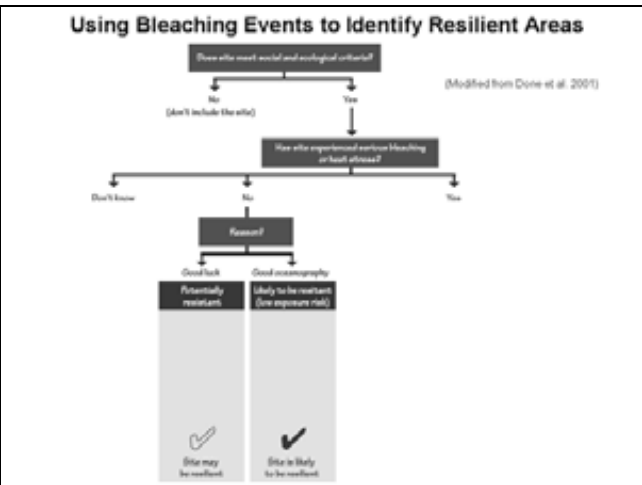 Using Bleaching Events to Identify Resilient Areas
Does site meet social and ecological criteria?
(Modified from Done et al. 2001)
No
(don't include the site)
Yes
Has site experienced serious bleaching
or heat stress?
Don't know
No
Yes
Reason?
Good luck
Good oceanography
Potentially
resistant
Likely to be resitant
(low exposure risk)
Site may
be resilient
Site is likely
to be resilient